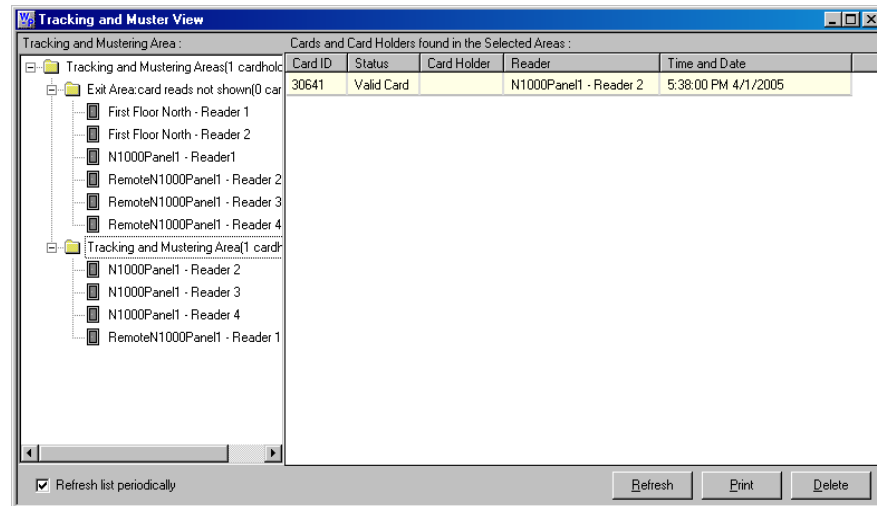 Tracking and Muster View
Tracking and Mustering Area :
Cards and Card Holders found in the Selected Areas :
Tracking and Mustering Areas(1 cardholc
Exit Area:card reads not shown(0 car
First Floor North - Reader 1
First Floor North - Reader 2
N1000Panel1 - Reader1
RemoteN1000Panel1 - Reader 2
RemoteN1000Panel1 - Reader 3
RemoteN1000Panel1 - Reader 4
Tracking and Mustering Area(1 cardh
N1000Panel1 - Reader 2
N1000Panel1 - Reader 3
N1000Panel1 - Reader 4
RemoteN1000Panel1 - Reader 1
Card ID Status Card Holder Reader Time and Date
30641 Valid Card N1000Panel1 - Reader 2 5:38:00 PM 4/1/2005
Refresh list periodically
Refresh Print Delete